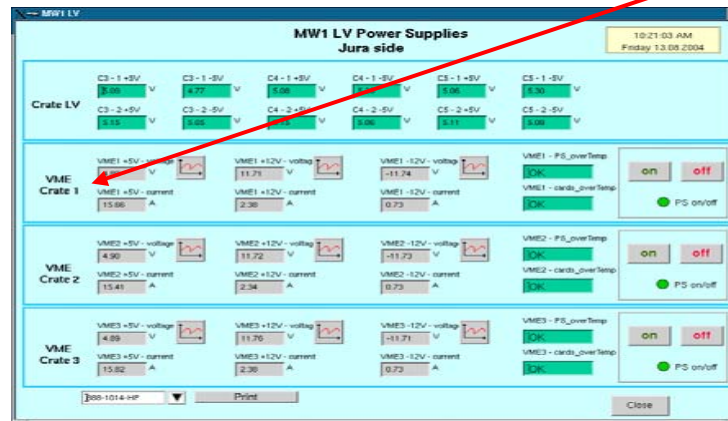 MW1 LV
MW1 LV Power Supplies
Jura side
10:21:03 AM
Friday 13.08.2004
Crate LV
C3 - 1 +5V C3 - 1 -5V C4 - 1 +5V C4 - 1 -5V C5 - 1 +5V C5 - 1 -5V
V 4.77 V 5.08 V V 5.06 V 5.30 V
C3 - 2 +5V C3 - 2 -5V C4 - 2 +5V C4 - 2 -5V C5 - 2 +5V C5 - 2 -5V
5.15 V 5.05 V V 5.06 V 5.11 V 5.08 V
VME
Crate 1
VME1 +5V - voltage VME1 +12V - voltag VME1 -12V - voltag VME1 - PS_overTemp
V 11.71 V -11.74 V OK
VME1 +5V - current VME1 +12V - current VME1 -12V - current VME1 - cards_overTemp
15.86 A 2.38 A 0.73 A OK
on off
PS on/off
VME
Crate 2
VME2 +5V - voltage VME2 +12V - voltag VME2 -12V - voltag VME2 - PS_overTemp
4.90 V 11.72 V -11.73 V OK
VME2 +5V - current VME2 +12V - current VME2 -12V - current VME2 - cards_overTemp
15.41 A 2.34 A 0.73 A OK
on off
PS on/off
VME
Crate 3
VME3 +5V - voltage VME3 +12V - voltag VME3 -12V - voltag VME3 - PS_overTemp
4.89 V 11.76 V -11.71 V OK
VME3 +5V - current VME3 +12V - current VME3 -12V - current VME3 - cards_overTemp
15.82 A 2.38 A 0.73 A OK
on off
PS on/off
988-1014-HP Print
Close